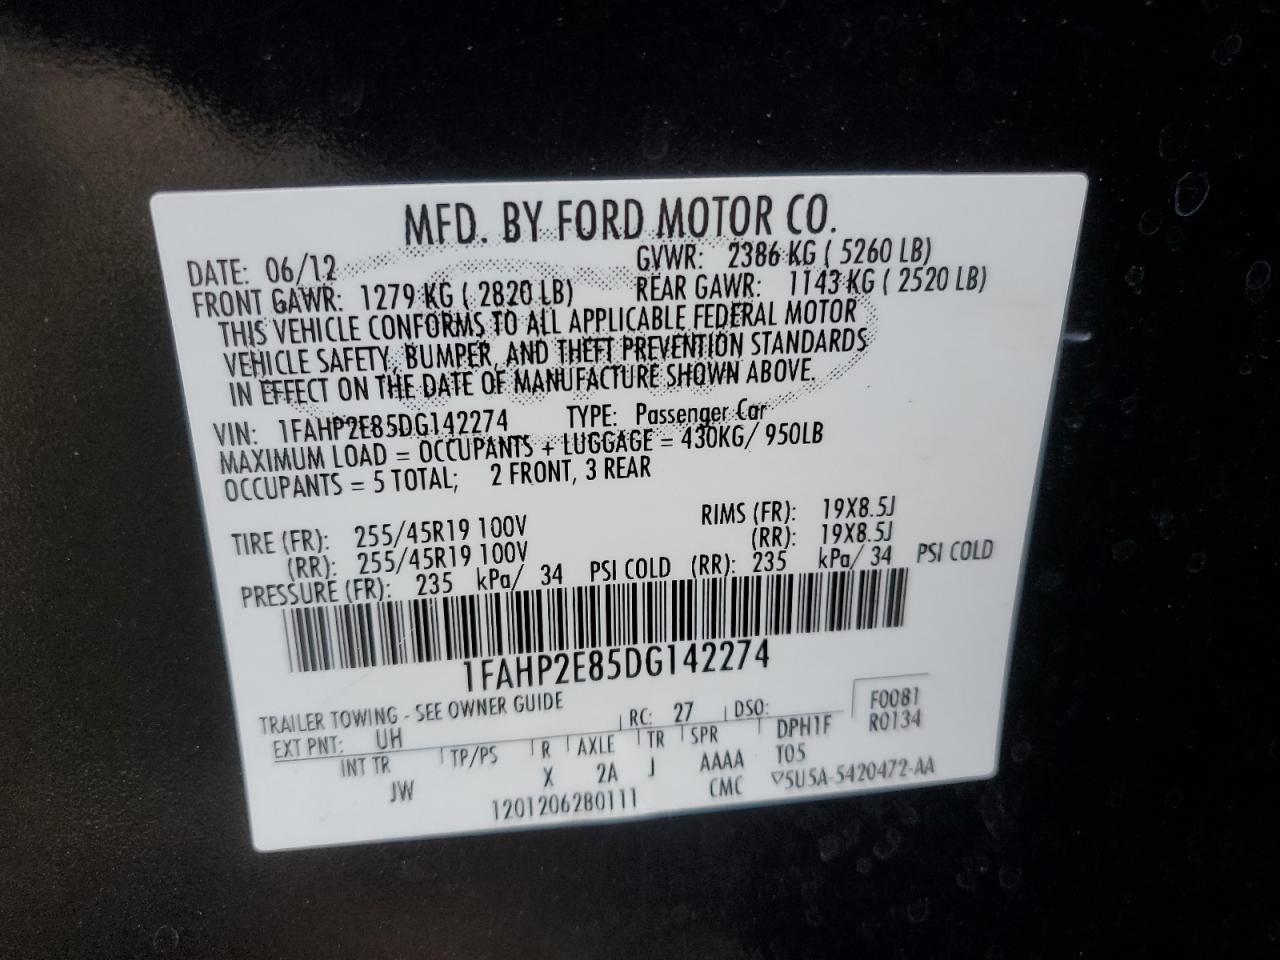 MFD. BY FORD MOTOR CO.
DATE: 06/12 GVWR: 2386 KG ( 5260 LB)
FRONT GAWR: 1279 KG ( 2820 LB) REAR GAWR: 1143 KG ( 2520 LB)
THIS VEHICLE CONFORMS TO ALL APPLICABLE FEDERAL MOTOR
VEHICLE SAFETY, BUMPER, AND THEFT PREVENTION STANDARDS
IN EFFECT ON THE DATE OF MANUFACTURE SHOWN ABOVE.
VIN: 1FAHP2E85DG142274 TYPE: Passenger Car
MAXIMUM LOAD = OCCUPANTS + LUGGAGE = 430KG/ 950LB
OCCUPANTS = 5 TOTAL; 2 FRONT, 3 REAR
TIRE (FR): 255/45R19 100V RIMS (FR): 19X8.5J
(RR): 255/45R19 100V (RR): 19X8.5J
PRESSURE (FR): 235 kPa/ 34 PSI COLD (RR): 235 kPa/ 34 PSI COLD
1FAHP2E85DG142274
TRAILER TOWING - SEE OWNER GUIDE
EXT PNT: UH RC: 27 DSO: F0081
R0134
INT TR TP/PS R AXLE TR SPR DPH1F
JW X 2A J AAAA T05
1201206280111 CMC ▽5U5A-5420472-AA